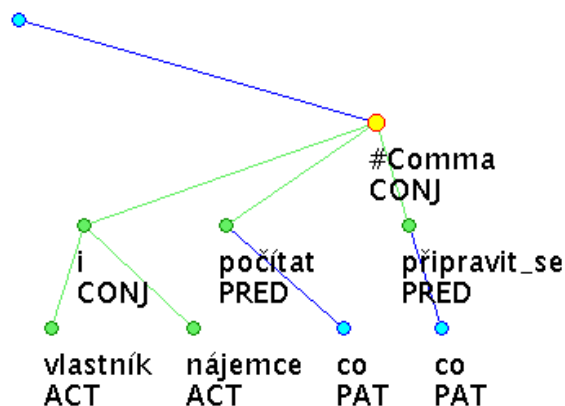 #Comma
CONJ
i
CONJ
počítat
PRED
připravit_se
PRED
vlastník
ACT
nájemce
ACT
co
PAT
co
PAT